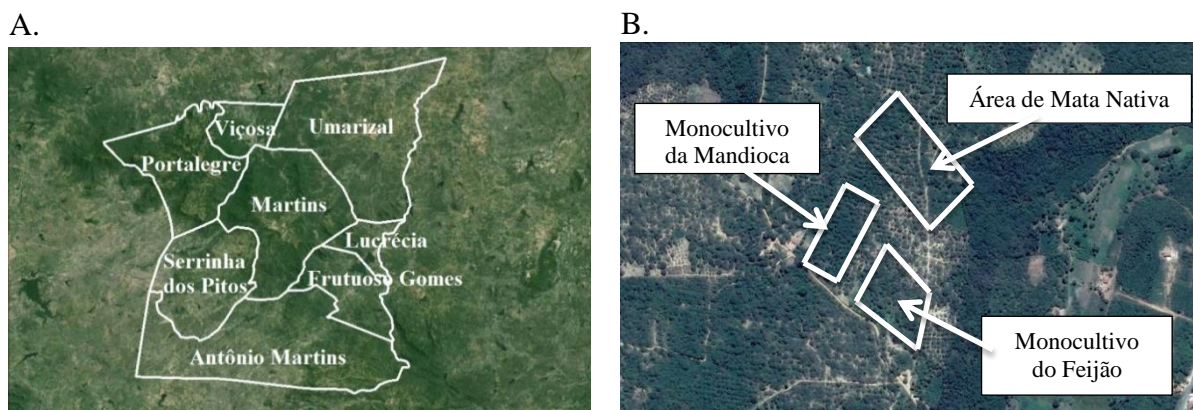 A.
B.
Viçosa
Umarizal
Portalegre
Martins
Lucrécia
Serrinha
dos Pitos
Frutuoso Gomes
Antônio Martins
Área de Mata Nativa
Monocultivo
da Mandioca
Monocultivo
do Feijão